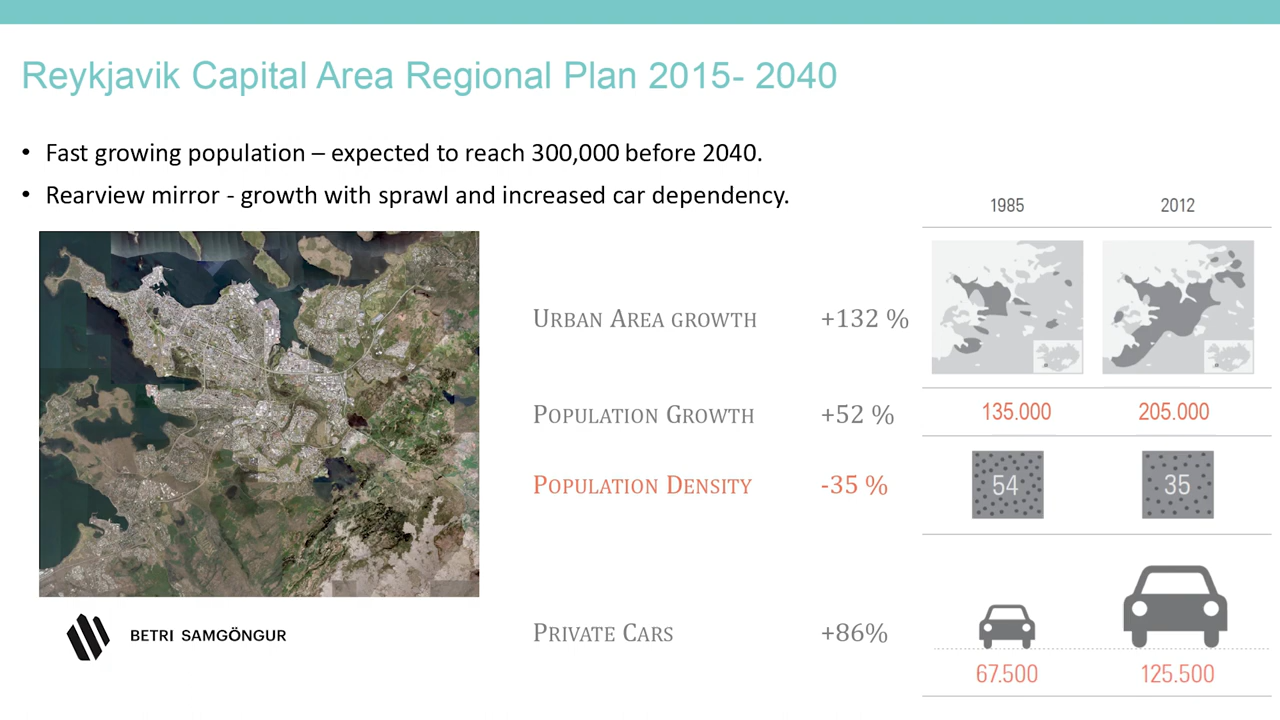 Reykjavik Capital Area Regional Plan 2015- 2040
• Fast growing population – expected to reach 300,000 before 2040.
• Rearview mirror - growth with sprawl and increased car dependency.
1985 2012
URBAN AREA GROWTH +132 %
POPULATION GROWTH +52 % 135.000 205.000
POPULATION DENSITY -35 % 54 35
PRIVATE CARS +86%
67.500 125.500
BETRI SAMGÖNGUR